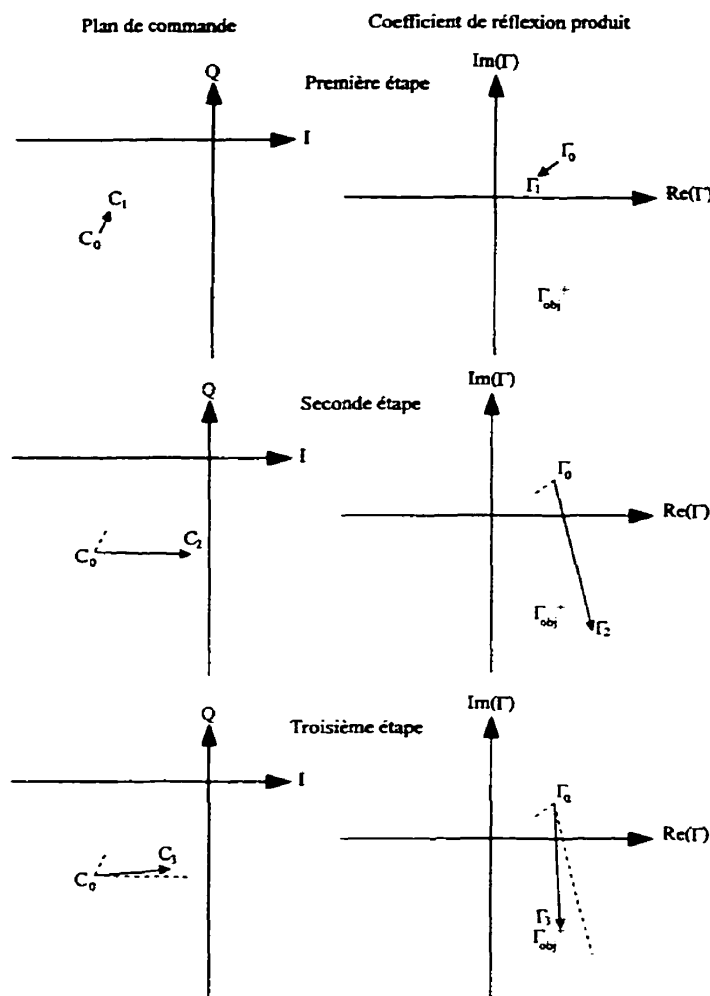 Plan de commande
Coefficient de réflexion produit
Première étape
Q
I
C₁
C₀
Im(Γ)
Γ₀
Γ₁
Re(Γ)
Γobj +
Seconde étape
Q
I
C₂
C₀
Im(Γ)
Γ₀
Re(Γ)
Γobj +
Γ₂
Troisième étape
Q
I
C₃
C₀
Im(Γ)
Γ₀
Re(Γ)
Γ₃
Γobj